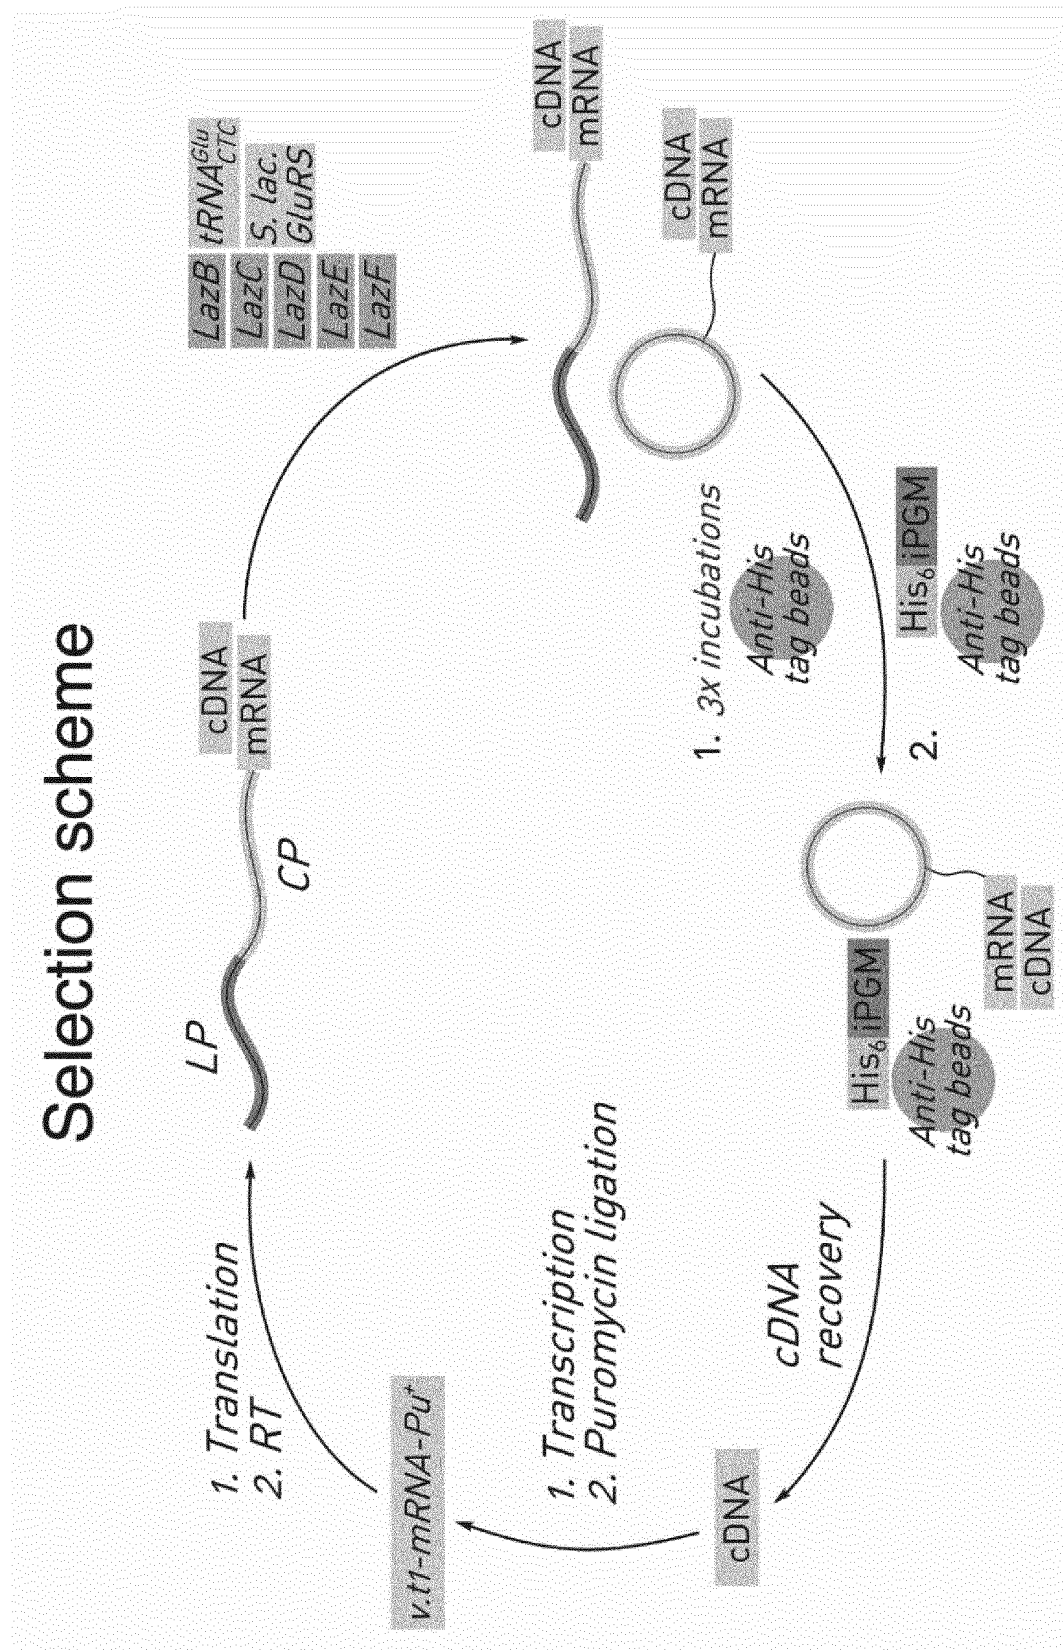 Selection scheme
1. Translation
2. RT
LP
CP
cDNA
mRNA
LazB
LazC
LazD
LazE
LazF
tRNA^Glu_CTC
S. lac.
GluRS
v.t1-mRNA-Pu⁺
cDNA
mRNA
cDNA
mRNA
1. Transcription
2. Puromycin ligation
1. 3x incubations
Anti-His
tag beads
cDNA
cDNA
recovery
His₆ iPGM
Anti-His
tag beads
mRNA
cDNA
2.
His₆ iPGM
Anti-His
tag beads